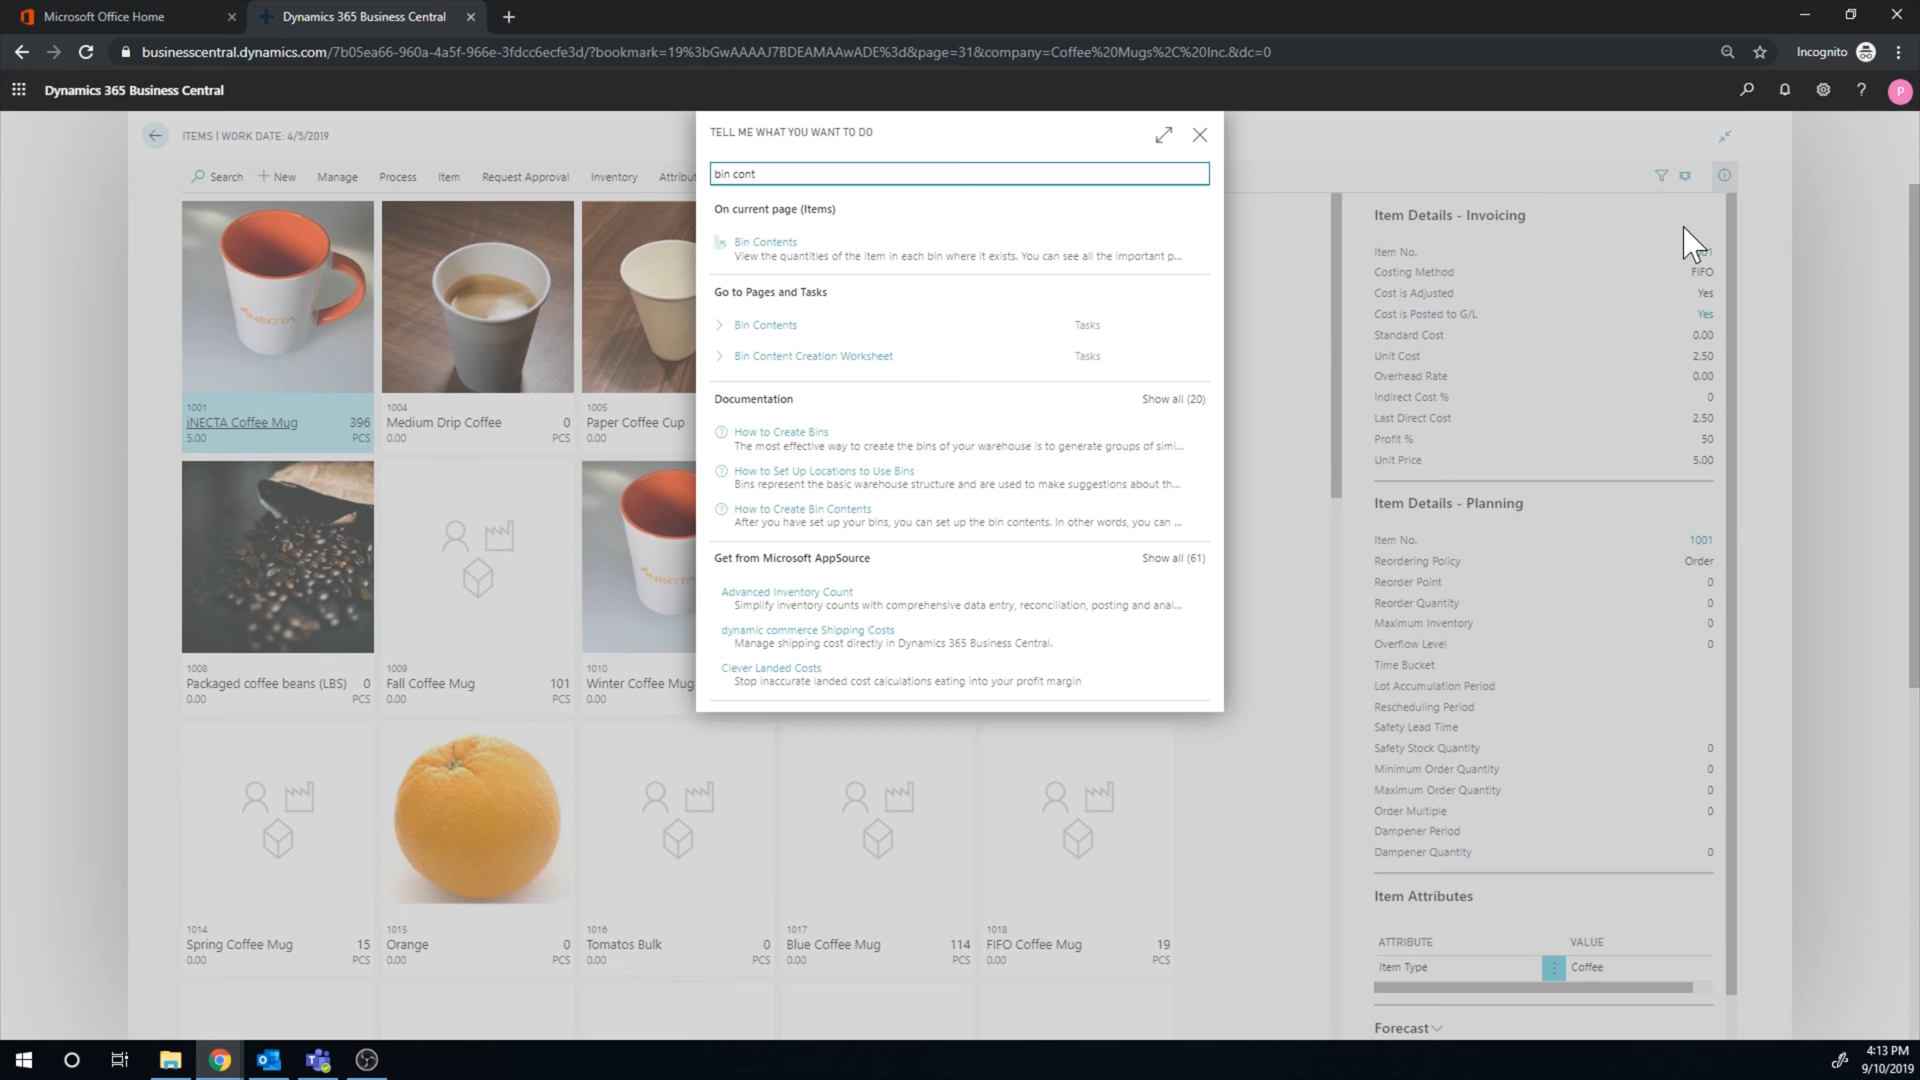 Microsoft Office Home
Dynamics 365 Business Central
businesscentral.dynamics.com/7b05ea66-960a-4a5f-966e-3fdcc6ecfe3d/?bookmark=19%3bGwAAAAJ7BDEAMAAwADE%3d&page=31&company=Coffee%20Mugs%2C%20Inc.&dc=0
Incognito
Dynamics 365 Business Central
P
ITEMS | WORK DATE: 4/5/2019
Search
New
Manage
Process
Item
Request Approval
Inventory
Attribut
TELL ME WHAT YOU WANT TO DO
bin cont
On current page (Items)
Bin Contents
View the quantities of the item in each bin where it exists. You can see all the important p...
Go to Pages and Tasks
Bin Contents Tasks
Bin Content Creation Worksheet Tasks
Documentation Show all (20)
How to Create Bins
The most effective way to create the bins of your warehouse is to generate groups of simi...
How to Set Up Locations to Use Bins
Bins represent the basic warehouse structure and are used to make suggestions about th...
How to Create Bin Contents
After you have set up your bins, you can set up the bin contents. In other words, you can ...
Get from Microsoft AppSource Show all (61)
Advanced Inventory Count
Simplify inventory counts with comprehensive data entry, reconciliation, posting and anal...
dynamic commerce Shipping Costs
Manage shipping cost directly in Dynamics 365 Business Central.
Clever Landed Costs
Stop inaccurate landed cost calculations eating into your profit margin
iNECTA
1001
iNECTA Coffee Mug 396
5.00 PCS
1004
Medium Drip Coffee 0
0.00 PCS
1005
Paper Coffee Cup
0.00
iNECTA
1008
Packaged coffee beans (LBS) 0
0.00 PCS
1009
Fall Coffee Mug 101
0.00 PCS
1010
Winter Coffee Mug
0.00
1014
Spring Coffee Mug 15
0.00 PCS
1015
Orange 0
0.00 PCS
1016
Tomatos Bulk 0
0.00 PCS
1017
Blue Coffee Mug 114
0.00 PCS
1018
FIFO Coffee Mug 19
0.00 PCS
Item Details - Invoicing
Item No.
Costing Method FIFO
Cost is Adjusted Yes
Cost is Posted to G/L Yes
Standard Cost 0.00
Unit Cost 2.50
Overhead Rate 0.00
Indirect Cost % 0
Last Direct Cost 2.50
Profit % 50
Unit Price 5.00
Item Details - Planning
Item No. 1001
Reordering Policy Order
Reorder Point 0
Reorder Quantity 0
Maximum Inventory 0
Overflow Level 0
Time Bucket
Lot Accumulation Period
Rescheduling Period
Safety Lead Time
Safety Stock Quantity 0
Minimum Order Quantity 0
Maximum Order Quantity 0
Order Multiple 0
Dampener Period
Dampener Quantity 0
Item Attributes
ATTRIBUTE VALUE
Item Type Coffee
Forecast
4:13 PM
9/10/2019